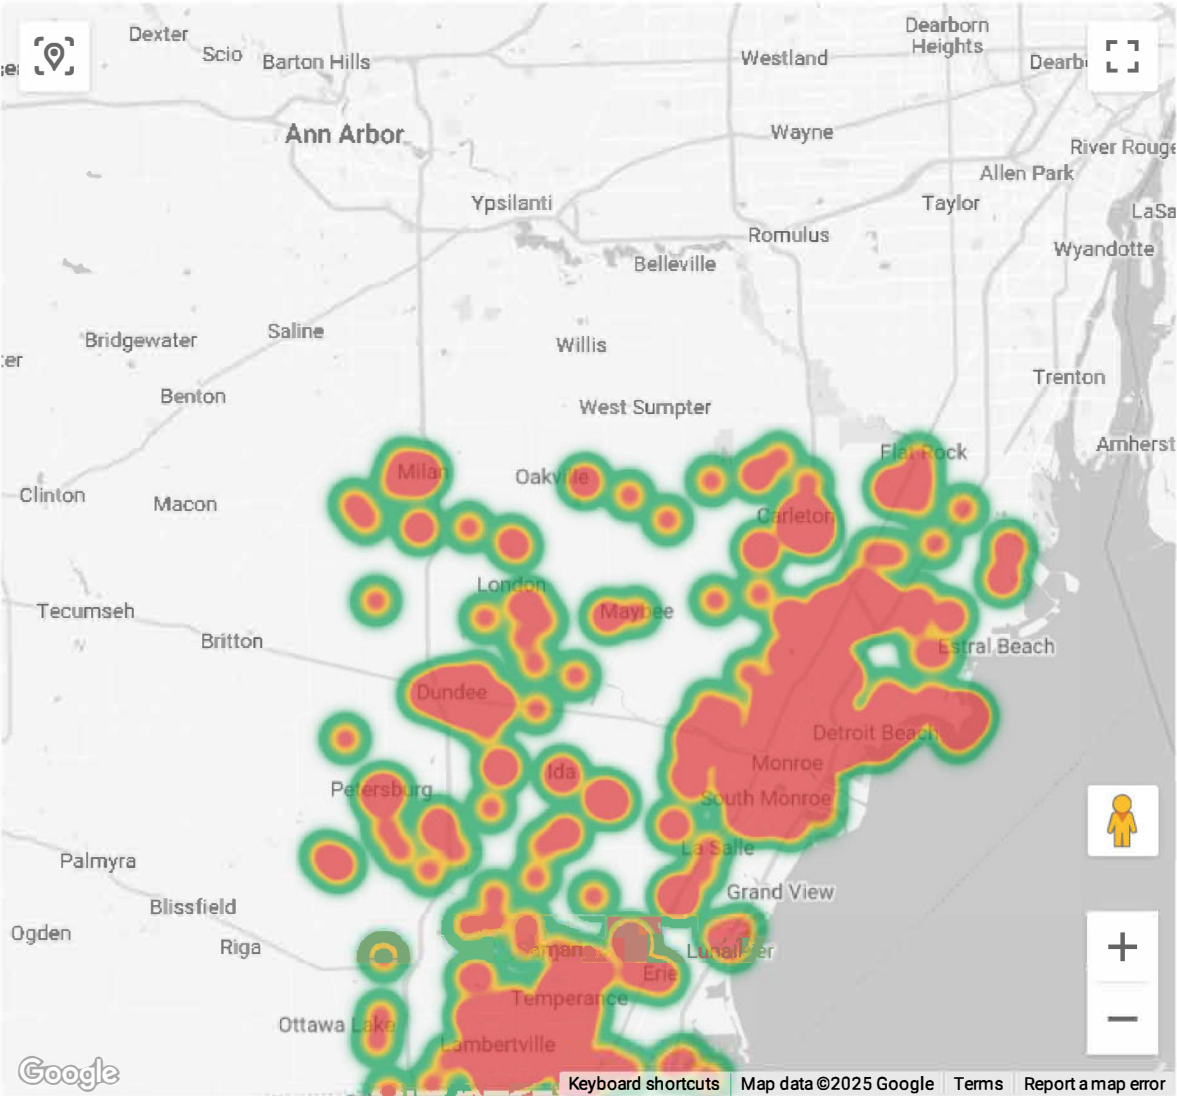 Dexter
Scio
Barton Hills
Westland
Dearborn
Heights
Dearb
Ann Arbor
Wayne
River Rouge
Allen Park
Ypsilanti
Taylor
LaSa
Romulus
Wyandotte
Belleville
Saline
Bridgewater
Willis
ter
Trenton
Benton
West Sumpter
Amherst
Flat Rock
Milan
Oakville
Clinton
Macon
Carleton
London
Tecumseh
Maybee
Britton
Estral Beach
Dundee
Detroit Beach
Monroe
Ida
Petersburg
South Monroe
La Salle
Palmyra
Grand View
Blissfield
Ogden
Riga
Erie
Temperance
Ottawa Lake
Lambertville
Google
Keyboard shortcuts
Map data ©2025 Google
Terms
Report a map error